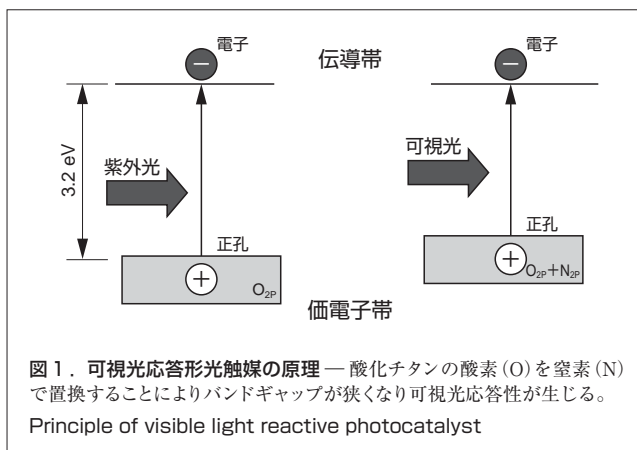 電子
伝導帯
電子
3.2 eV
紫外光
可視光
正孔
正孔
O2P
O2P+N2P
価電子帯
図1．可視光応答形光触媒の原理 — 酸化チタンの酸素(O)を窒素(N)
で置換することによりバンドギャップが狭くなり可視光応答性が生じる。
Principle of visible light reactive photocatalyst